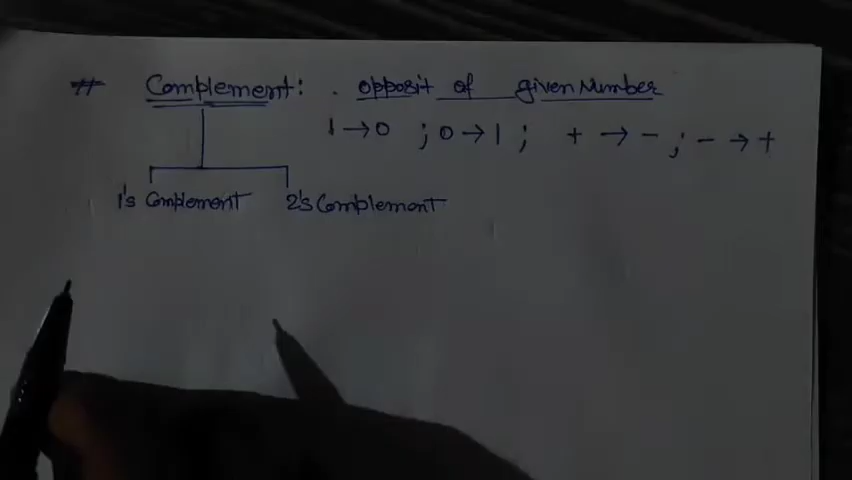 # Complement: . opposit of given Number
1 → 0 ; 0 → 1 ; + → - ; - → +
1's Complement 2's Complement